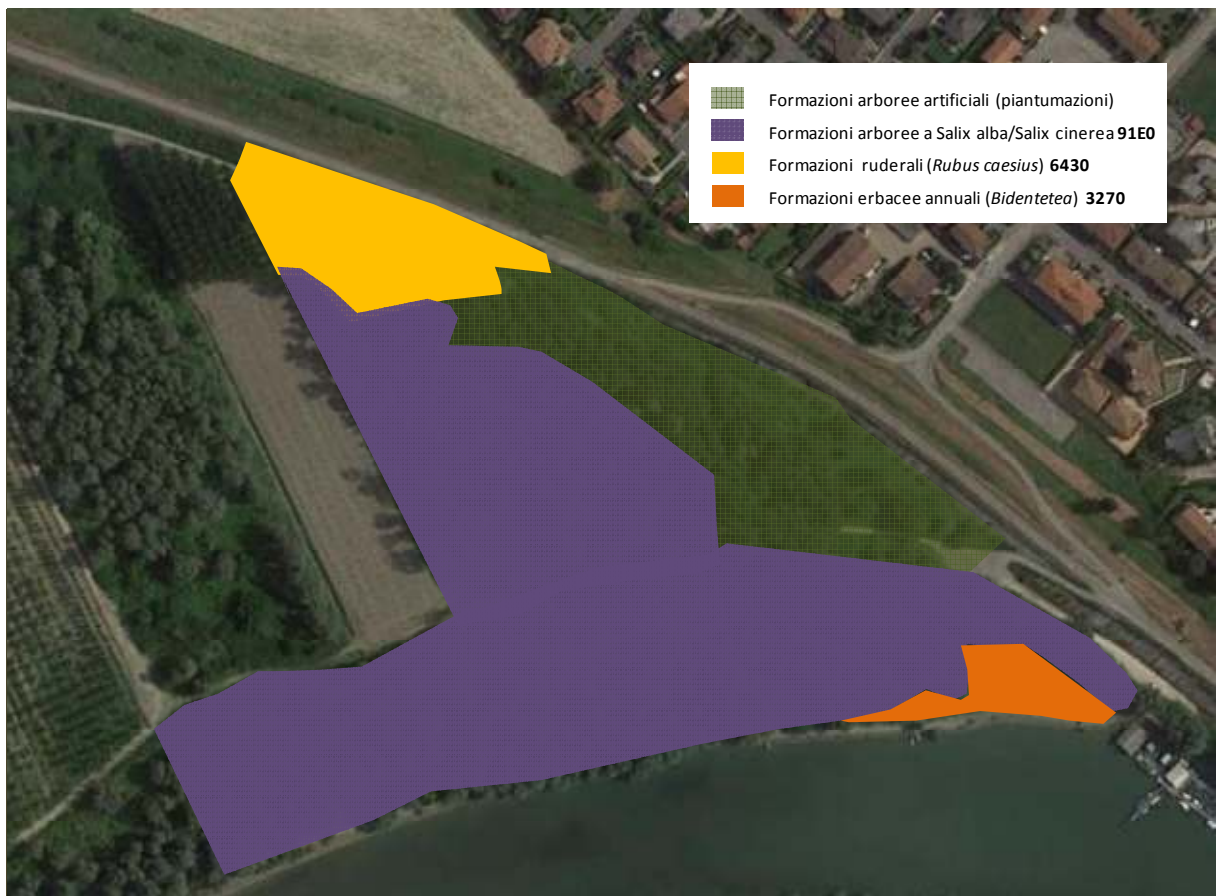 Formazioni arboree artificiali (piantumazioni)
Formazioni arboree a Salix alba/Salix cinerea 91E0
Formazioni ruderali (Rubus caesius) 6430
Formazioni erbacee annuali (Bidentetea) 3270